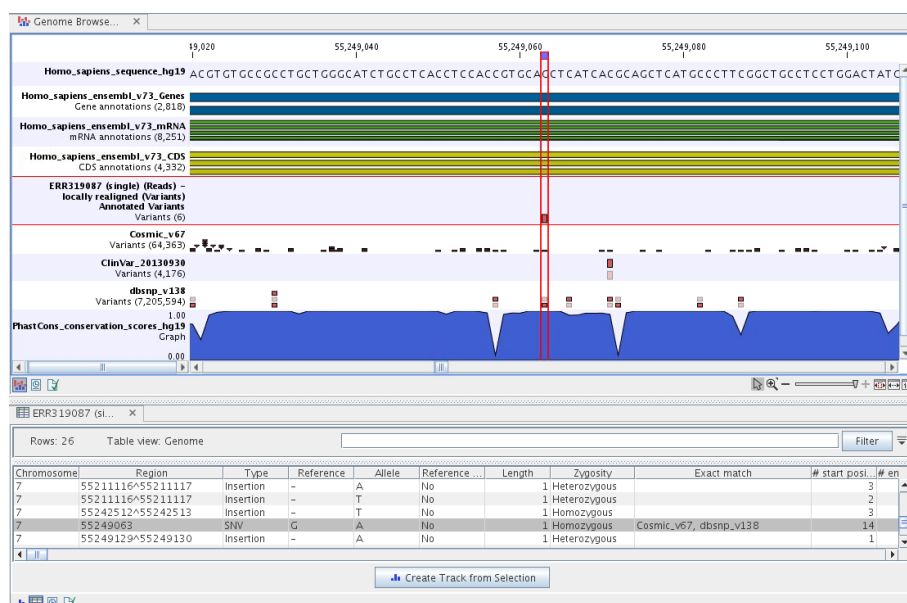 Genome Browse... ×
49,020 55,249,040 55,249,060 55,249,080 55,249,100
Homo_sapiens_sequence_hg19 ACGTGTGCCGCCTGCTGGGCATCTGCCTCACCTCCACCGTGCAGCTCATCACGCAGCTCATGCCCTTCGGCTGCCTCCTGGACTATC
Homo_sapiens_ensembl_v73_Genes
Gene annotations (2,818)
Homo_sapiens_ensembl_v73_mRNA
mRNA annotations (8,251)
Homo_sapiens_ensembl_v73_CDS
CDS annotations (4,332)
ERR319087 (single) (Reads) –
locally realigned (Variants)
Annotated Variants
Variants (6)
Cosmic_v67
Variants (64,363)
ClinVar_20130930
Variants (4,176)
dbsnp_v138
Variants (7,205,594)
1.00
PhastCons_conservation_scores_hg19
Graph
0.00
ERR319087 (si... ×
Rows: 26 Table view: Genome Filter
Chromosome Region Type Reference Allele Reference ... Length Zygosity Exact match # start posi... # en
7 55211116^55211117 Insertion - A No 1 Heterozygous 3
7 55211116^55211117 Insertion - T No 1 Heterozygous 2
7 55242512^55242513 Insertion - T No 1 Homozygous 3
7 55249063 SNV G A No 1 Homozygous Cosmic_v67, dbsnp_v138 14
7 55249129^55249130 Insertion - A No 1 Heterozygous 1
Create Track from Selection